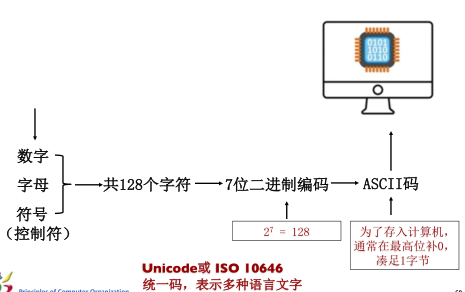 0101
1010
0110
数字
字母
符号
（控制符）
共128个字符
7位二进制编码
ASCII码
2⁷ = 128
为了存入计算机，
通常在最高位补0，
凑足1字节
Unicode或 ISO 10646
统一码，表示多种语言文字
Principles of Computer Organization